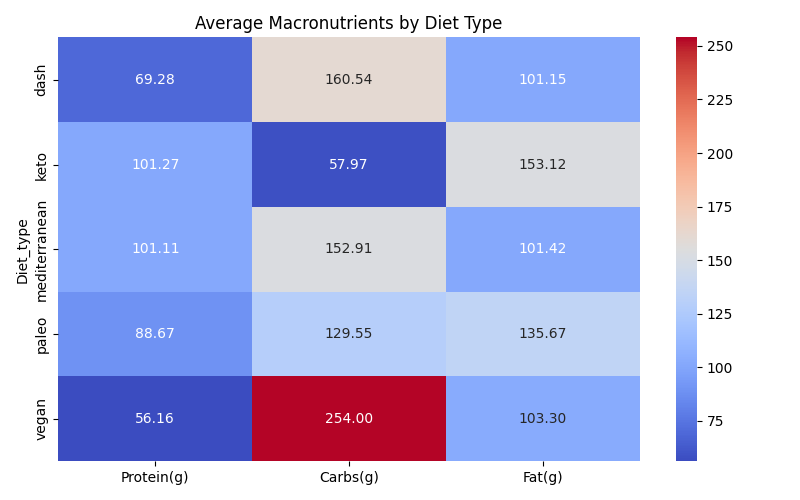 Average Macronutrients by Diet Type
Diet_type
dash
69.28 160.54 101.15
keto
101.27 57.97 153.12
mediterranean
101.11 152.91 101.42
paleo
88.67 129.55 135.67
vegan
56.16 254.00 103.30
Protein(g) Carbs(g) Fat(g)
250
225
200
175
150
125
100
75